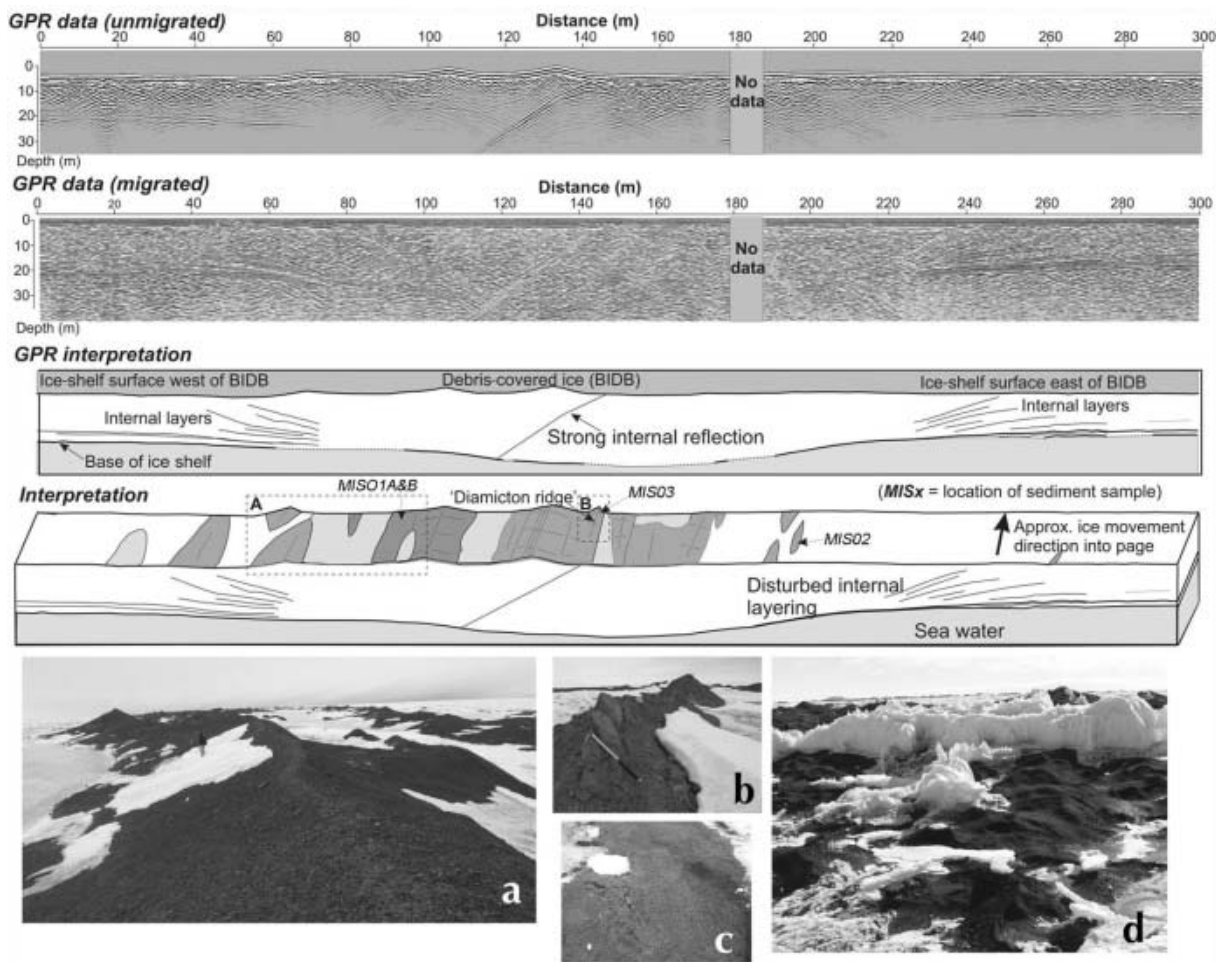 GPR data (unmigrated)
Distance (m)
0 20 40 60 80 100 120 140 160 180 200 220 240 260 280 300
0
10
20
30
No
data
Depth (m)
GPR data (migrated)
Distance (m)
0 20 40 60 80 100 120 140 160 180 200 220 240 260 280 300
0
10
20
30
No
data
Depth (m)
GPR interpretation
Ice-shelf surface west of BIDB
Debris-covered ice (BIDB)
Ice-shelf surface east of BIDB
Internal layers
Internal layers
Strong internal reflection
Base of ice shelf
Interpretation
MISO1A&B
'Diamicton ridge'
MIS03
(MISx = location of sediment sample)
A
B
MIS02
Approx. ice movement
direction into page
Disturbed internal
layering
Sea water
a
b
c
d